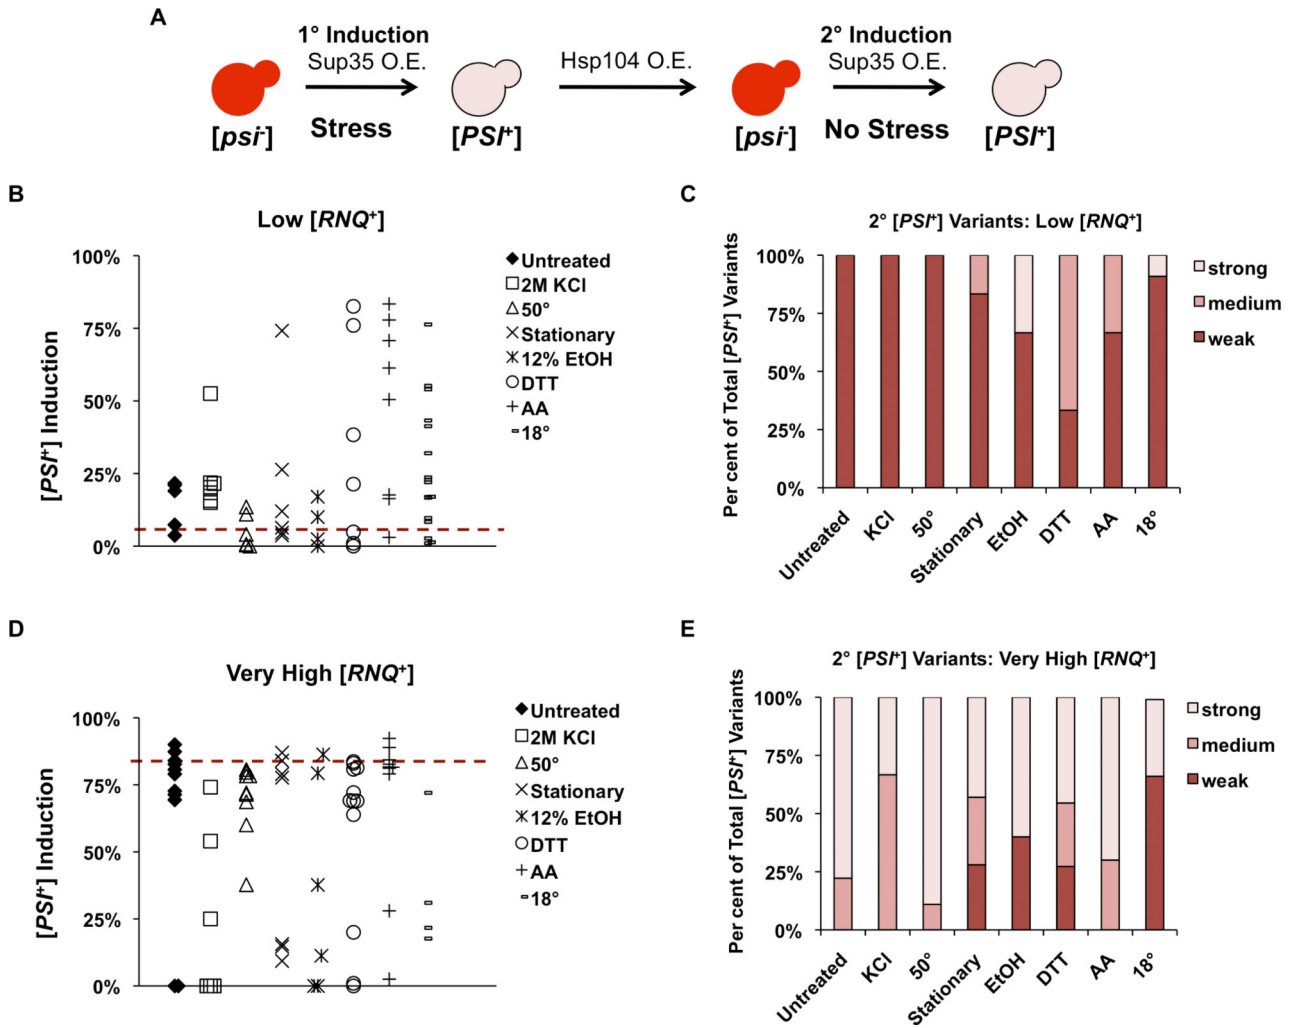 A
1° Induction
Sup35 O.E.
Stress
[psi-]
[PSI+]
Hsp104 O.E.
[psi-]
2° Induction
Sup35 O.E.
No Stress
[PSI+]
B
Low [RNQ+]
[PSI+] Induction
100%
75%
50%
25%
0%
Untreated
2M KCl
50°
Stationary
12% EtOH
DTT
AA
18°
C
2° [PSI+] Variants: Low [RNQ+]
Per cent of Total [PSI+] Variants
100%
75%
50%
25%
0%
Untreated
KCl
50°
Stationary
EtOH
DTT
AA
18°
strong
medium
weak
D
Very High [RNQ+]
[PSI+] Induction
100%
75%
50%
25%
0%
Untreated
2M KCl
50°
Stationary
12% EtOH
DTT
AA
18°
E
2° [PSI+] Variants: Very High [RNQ+]
Per cent of Total [PSI+] Variants
100%
75%
50%
25%
0%
Untreated
KCl
50°
Stationary
EtOH
DTT
AA
18°
strong
medium
weak